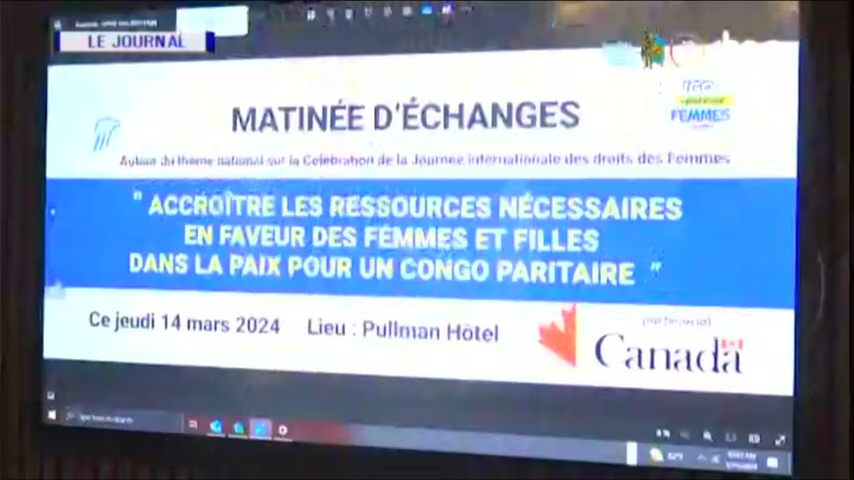 LE JOURNAL
MATINÉE D'ÉCHANGES
FEMMES
Autour du thème national sur la Célébration de la Journée internationale des droits des Femmes
" ACCROÎTRE LES RESSOURCES NÉCESSAIRES
EN FAVEUR DES FEMMES ET FILLES
DANS LA PAIX POUR UN CONGO PARITAIRE "
Ce jeudi 14 mars 2024 Lieu : Pullman Hôtel
Canada